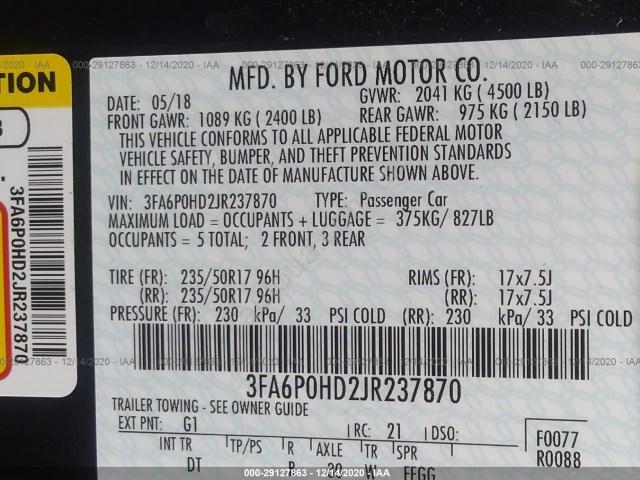 000-29127863 - 12/14/2020 - IAA
TION
3
3FA6P0HD2JR237870
MFD. BY FORD MOTOR CO.
DATE: 05/18
GVWR: 2041 KG ( 4500 LB)
FRONT GAWR: 1089 KG ( 2400 LB)
REAR GAWR: 975 KG ( 2150 LB)
THIS VEHICLE CONFORMS TO ALL APPLICABLE FEDERAL MOTOR
VEHICLE SAFETY, BUMPER, AND THEFT PREVENTION STANDARDS
IN EFFECT ON THE DATE OF MANUFACTURE SHOWN ABOVE.
VIN: 3FA6P0HD2JR237870 TYPE: Passenger Car
MAXIMUM LOAD = OCCUPANTS + LUGGAGE = 375KG/ 827LB
OCCUPANTS = 5 TOTAL; 2 FRONT, 3 REAR
TIRE (FR): 235/50R17 96H RIMS (FR): 17x7.5J
(RR): 235/50R17 96H (RR): 17x7.5J
PRESSURE (FR): 230 kPa/ 33 PSI COLD (RR): 230 kPa/ 33 PSI COLD
000-29127863 - 12/14/2020 - IAA
3FA6P0HD2JR237870
TRAILER TOWING - SEE OWNER GUIDE
EXT PNT: G1 RC: 21 DSO:
F0077
R0088
INT TR TP/PS R AXLE TR SPR
DT
000-29127863 - 12/14/2020 - IAA